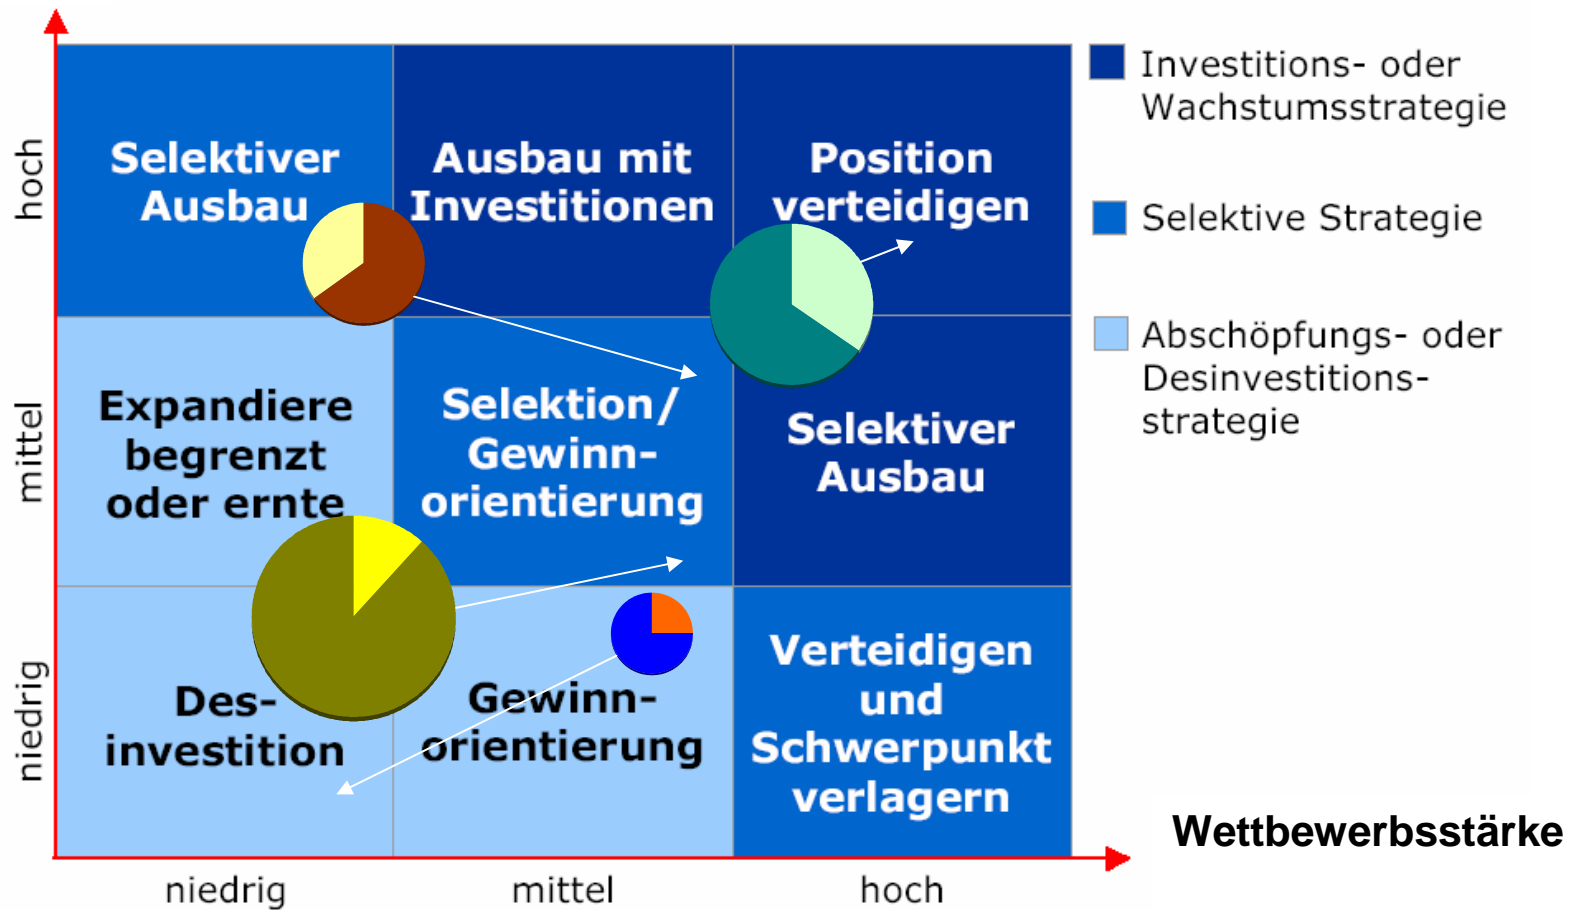 hoch
Selektiver
Ausbau
Ausbau mit
Investitionen
Position
verteidigen
mittel
Expandiere
begrenzt
oder ernte
Selektion/
Gewinn-
orientierung
Selektiver
Ausbau
niedrig
Des-
investition
Gewinn-
orientierung
Verteidigen
und
Schwerpunkt
verlagern
niedrig
mittel
hoch
Wettbewerbsstärke
Investitions- oder
Wachstumsstrategie
Selektive Strategie
Abschöpfungs- oder
Desinvestitions-
strategie